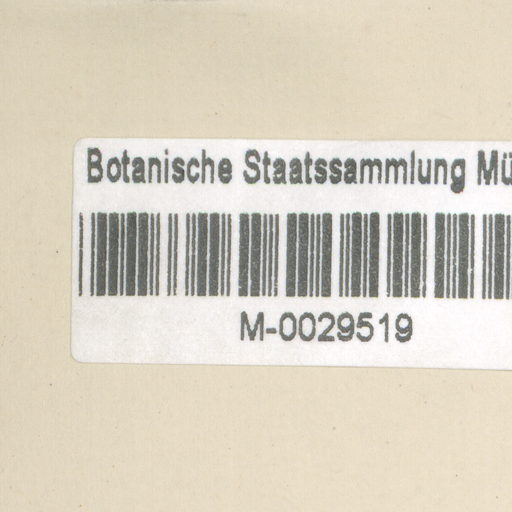 Botanische Staatssammlung Mü
M-0029519